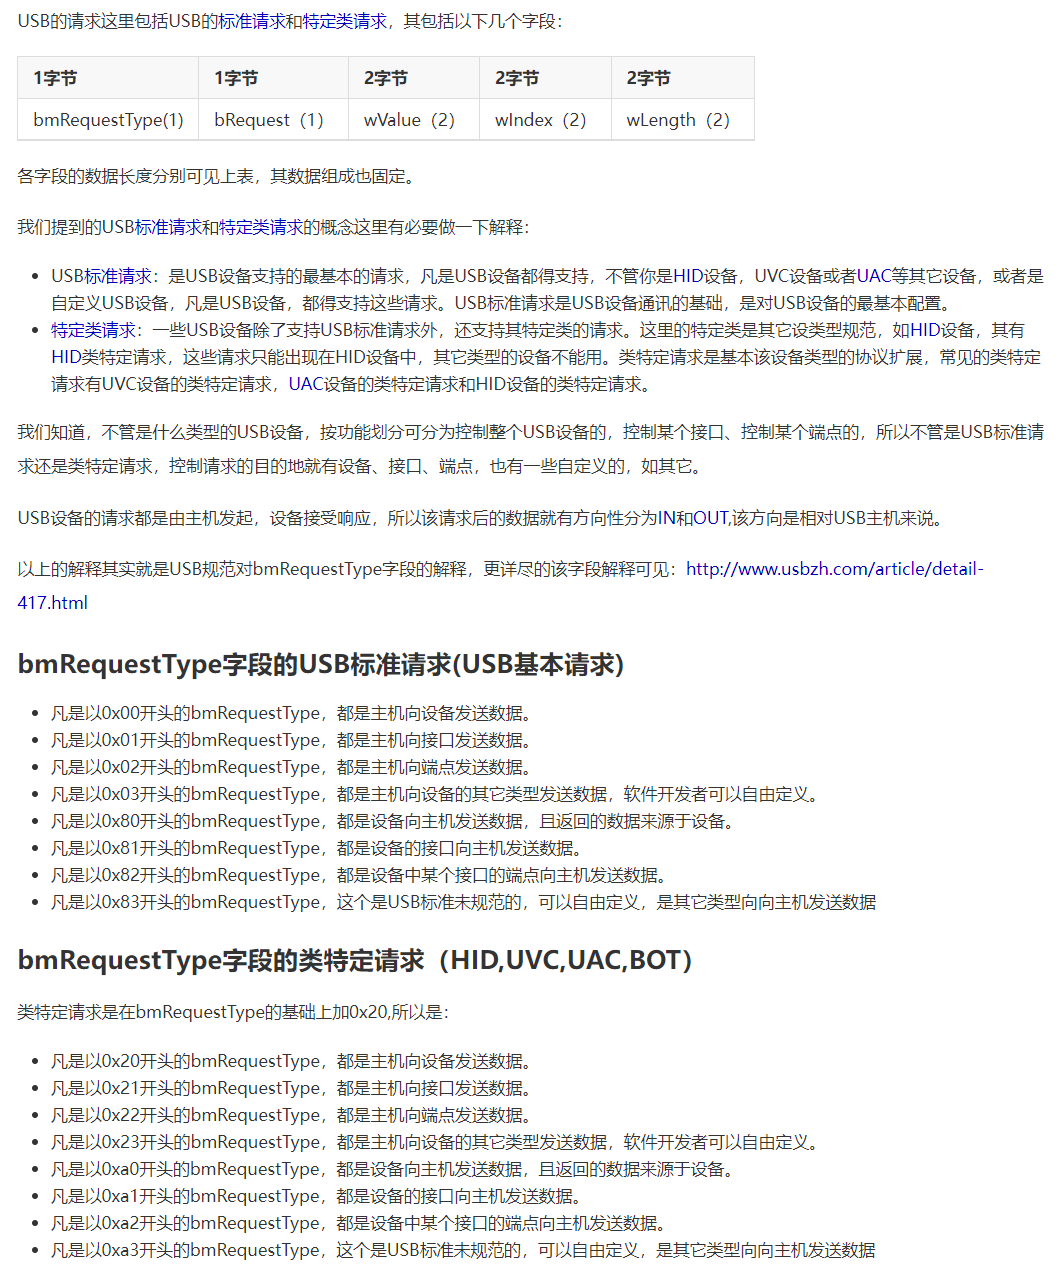 USB的请求这里包括USB的标准请求和特定类请求，其包括以下几个字段：
1字节 1字节 2字节 2字节 2字节
bmRequestType(1) bRequest（1） wValue（2） wIndex（2） wLength（2）
各字段的数据长度分别可见上表，其数据组成也固定。
我们提到的USB标准请求和特定类请求的概念这里有必要做一下解释：
• USB标准请求：是USB设备支持的最基本的请求，凡是USB设备都得支持，不管你是HID设备，UVC设备或者UAC等其它设备，或者是
自定义USB设备，凡是USB设备，都得支持这些请求。USB标准请求是USB设备通讯的基础，是对USB设备的最基本配置。
• 特定类请求：一些USB设备除了支持USB标准请求外，还支持其特定类的请求。这里的特定类是其它设类型规范，如HID设备，其有
HID类特定请求，这些请求只能出现在HID设备中，其它类型的设备不能用。类特定请求是基本该设备类型的协议扩展，常见的类特定
请求有UVC设备的类特定请求，UAC设备的类特定请求和HID设备的类特定请求。
我们知道，不管是什么类型的USB设备，按功能划分可分为控制整个USB设备的，控制某个接口、控制某个端点的，所以不管是USB标准请
求还是类特定请求，控制请求的目的地就有设备、接口、端点，也有一些自定义的，如其它。
USB设备的请求都是由主机发起，设备接受响应，所以该请求后的数据就有方向性分为IN和OUT,该方向是相对USB主机来说。
以上的解释其实就是USB规范对bmRequestType字段的解释，更详尽的该字段解释可见：http://www.usbzh.com/article/detail-
417.html
bmRequestType字段的USB标准请求(USB基本请求)
• 凡是以0x00开头的bmRequestType，都是主机向设备发送数据。
• 凡是以0x01开头的bmRequestType，都是主机向接口发送数据。
• 凡是以0x02开头的bmRequestType，都是主机向端点发送数据。
• 凡是以0x03开头的bmRequestType，都是主机向设备的其它类型发送数据，软件开发者可以自由定义。
• 凡是以0x80开头的bmRequestType，都是设备向主机发送数据，且返回的数据来源于设备。
• 凡是以0x81开头的bmRequestType，都是设备的接口向主机发送数据。
• 凡是以0x82开头的bmRequestType，都是设备中某个接口的端点向主机发送数据。
• 凡是以0x83开头的bmRequestType，这个是USB标准未规范的，可以自由定义，是其它类型向向主机发送数据
bmRequestType字段的类特定请求（HID,UVC,UAC,BOT）
类特定请求是在bmRequestType的基础上加0x20,所以是：
• 凡是以0x20开头的bmRequestType，都是主机向设备发送数据。
• 凡是以0x21开头的bmRequestType，都是主机向接口发送数据。
• 凡是以0x22开头的bmRequestType，都是主机向端点发送数据。
• 凡是以0x23开头的bmRequestType，都是主机向设备的其它类型发送数据，软件开发者可以自由定义。
• 凡是以0xa0开头的bmRequestType，都是设备向主机发送数据，且返回的数据来源于设备。
• 凡是以0xa1开头的bmRequestType，都是设备的接口向主机发送数据。
• 凡是以0xa2开头的bmRequestType，都是设备中某个接口的端点向主机发送数据。
• 凡是以0xa3开头的bmRequestType，这个是USB标准未规范的，可以自由定义，是其它类型向向主机发送数据